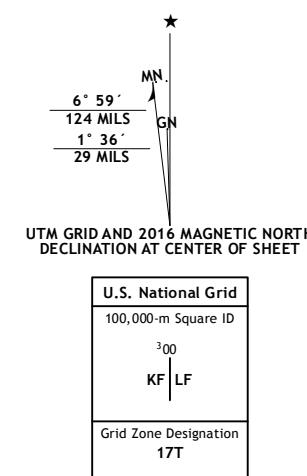 ★
MN
6° 59´
124 MILS
GN
1° 36´
29 MILS
UTM GRID AND 2016 MAGNETIC NORTH
DECLINATION AT CENTER OF SHEET
U.S. National Grid
100,000-m Square ID
³00
KF LF
Grid Zone Designation
17T